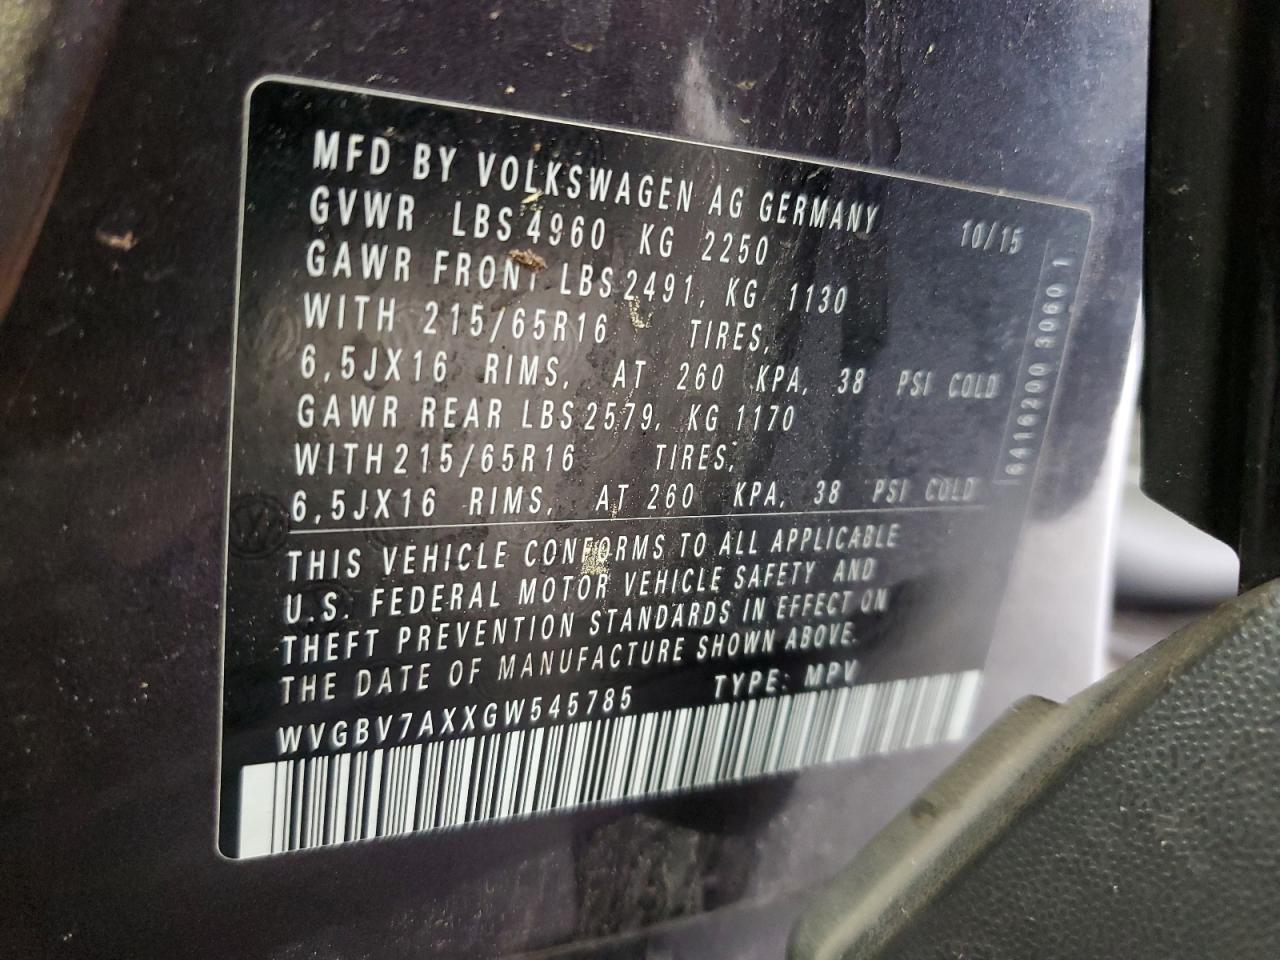 MFD BY VOLKSWAGEN AG GERMANY 10/15
GVWR LBS 4960 KG 2250
GAWR FRONT LBS 2491, KG 1130
WITH 215/65R16 TIRES,
6,5JX16 RIMS, AT 260 KPA, 38 PSI COLD
GAWR REAR LBS 2579, KG 1170
WITH 215/65R16 TIRES,
6,5JX16 RIMS, AT 260 KPA, 38 PSI COLD
THIS VEHICLE CONFORMS TO ALL APPLICABLE
U.S. FEDERAL MOTOR VEHICLE SAFETY AND
THEFT PREVENTION STANDARDS IN EFFECT ON
THE DATE OF MANUFACTURE SHOWN ABOVE.
WVGBV7AXXGW545785 TYPE: MPV